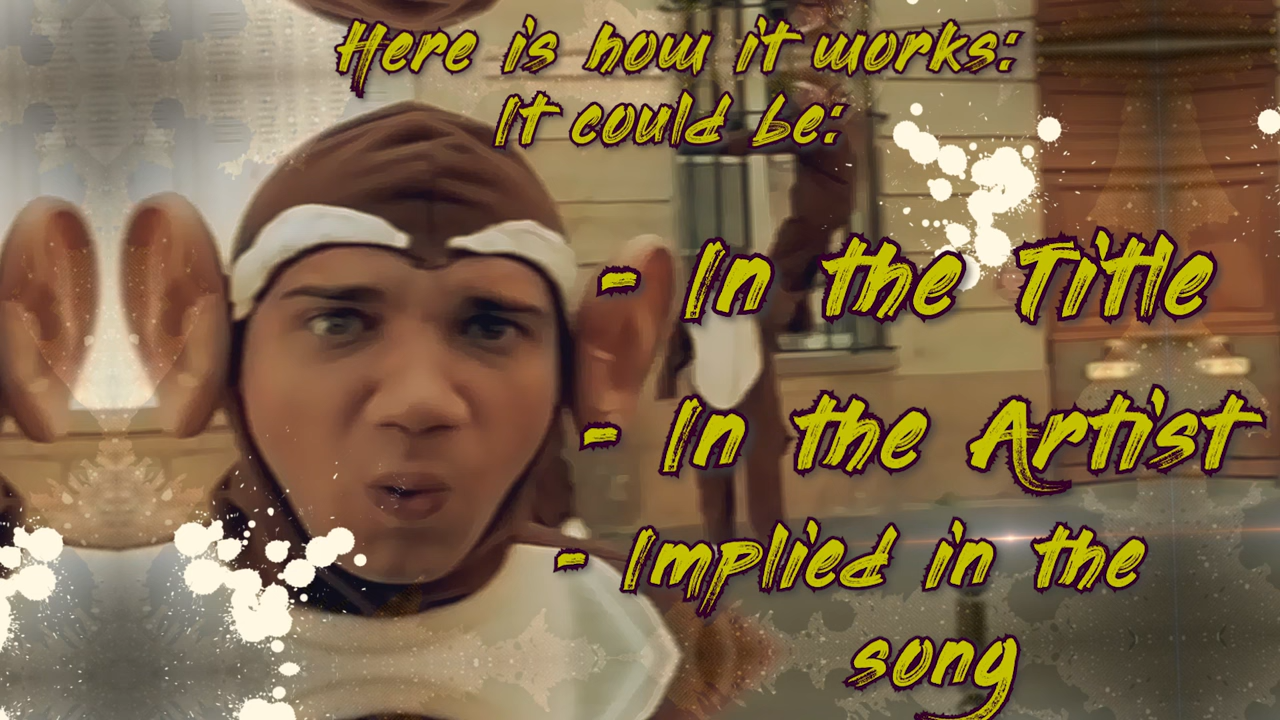 Here is how it works:
It could be:
- In the Title
- In the Artist
- Implied in the
song